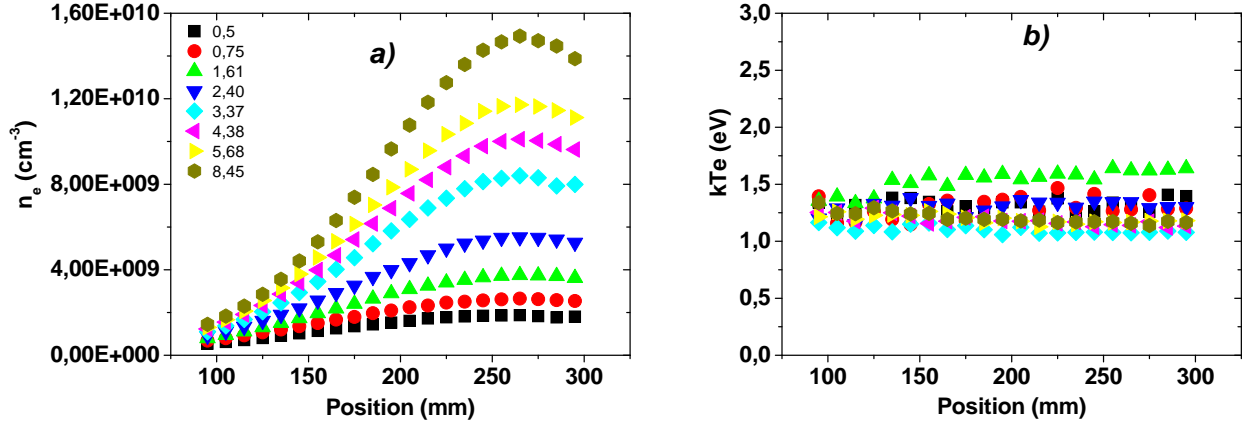 1,60E+010
1,20E+010
8,00E+009
4,00E+009
0,00E+000
n e (cm-3)
a)
0,5
0,75
1,61
2,40
3,37
4,38
5,68
8,45
100 150 200 250 300
Position (mm)
b)
3,0
2,5
2,0
1,5
1,0
0,5
0,0
kTe (eV)
100 150 200 250 300
Position (mm)